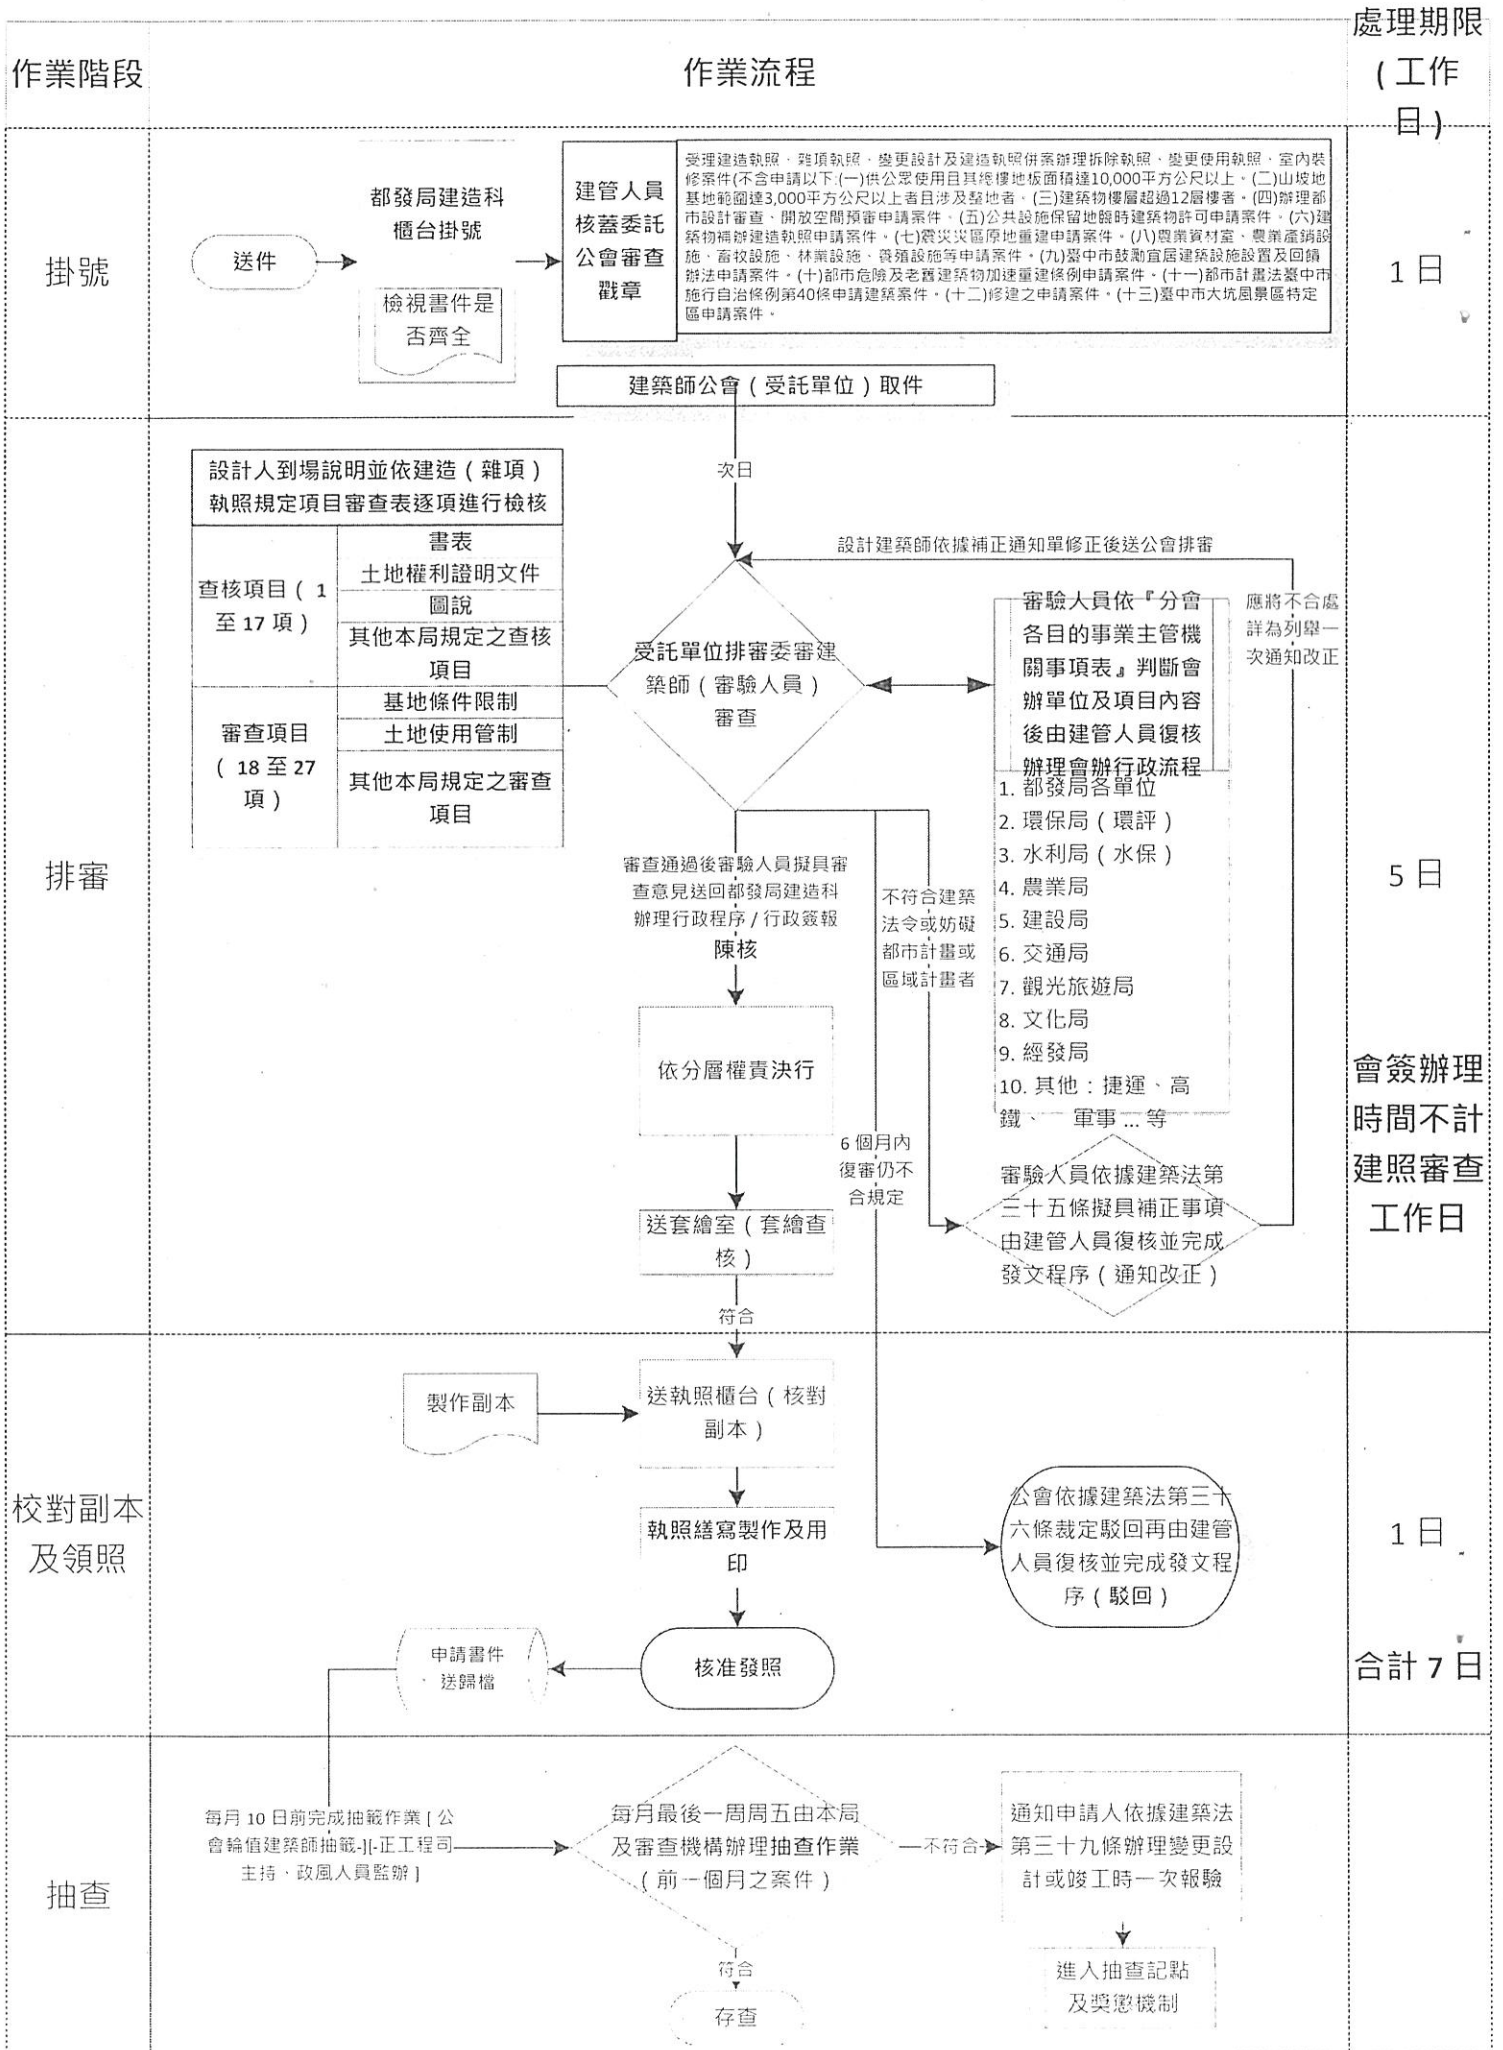 作業階段
作業流程
處理期限
(工作
日)
掛號
送件
都發局建造科
櫃台掛號
檢視書件是
否齊全
建管人員
核蓋委託
公會審查
戳章
受理建造執照、雜項執照、變更設計及建造執照併案辦理拆除執照、變更使用執照、室內裝
修案件(不含申請以下:(一)供公眾使用且其總樓地板面積達10,000平方公尺以上。(二)山坡地
基地範圍達3,000平方公尺以上者且涉及整地者。(三)建築物樓層超過12層樓者。(四)辦理都
市設計審查、開放空間預審申請案件。(五)公共設施保留地臨時建築物許可申請案件。(六)建
築物補辦建造執照申請案件。(七)震災災區原地重建申請案件。(八)農業資材室、農業產銷設
施、畜牧設施、林業設施、養殖設施等申請案件。(九)臺中市鼓勵宜居建築設施設置及回饋
辦法申請案件。(十)都市危險及老舊建築物加速重建條例申請案件。(十一)都市計畫法臺中市
施行自治條例第40條申請建築案件。(十二)修建之申請案件。(十三)臺中市大坑風景區特定
區申請案件。
1 日
建築師公會(受託單位)取件
排審
次日
設計人到場說明並依建造(雜項)
執照規定項目審查表逐項進行檢核
查核項目( 1
至 17 項)
書表
土地權利證明文件
圖說
其他本局規定之查核
項目
審查項目
( 18 至 27
項)
基地條件限制
土地使用管制
其他本局規定之審查
項目
設計建築師依據補正通知單修正後送公會排審
受託單位排審委審建
築師(審驗人員)
審查
審驗人員依『分會
各目的事業主管機
關事項表』判斷會
辦單位及項目內容
後由建管人員復核
辦理會辦行政流程
應將不合處
詳為列舉一
次通知改正
1. 都發局各單位
2. 環保局(環評)
3. 水利局(水保)
4. 農業局
5. 建設局
6. 交通局
7. 觀光旅遊局
8. 文化局
9. 經發局
10. 其他:捷運、高
鐵、 軍事 ... 等
審查通過後審驗人員擬具審
查意見送回都發局建造科
辦理行政程序 / 行政簽報
陳核
不符合建築
法令或妨礙
都市計畫或
區域計畫者
5 日
會簽辦理
時間不計
建照審查
工作日
依分層權責決行
6 個月內
復審仍不
合規定
審驗人員依據建築法第
三十五條擬具補正事項
由建管人員復核並完成
發文程序(通知改正)
送套繪室(套繪查
核)
符合
校對副本
及領照
製作副本
送執照櫃台(核對
副本)
執照繕寫製作及用
印
公會依據建築法第三十
六條裁定駁回再由建管
人員復核並完成發文程
序(駁回)
1 日
申請書件
送歸檔
核准發照
合計 7 日
抽查
每月 10 日前完成抽籤作業 [ 公
會輪值建築師抽籤-][-正工程司
主持、政風人員監辦 ]
每月最後一周周五由本局
及審查機構辦理抽查作業
(前一個月之案件)
不符合
通知申請人依據建築法
第三十九條辦理變更設
計或竣工時一次報驗
符合
存查
進入抽查記點
及獎懲機制